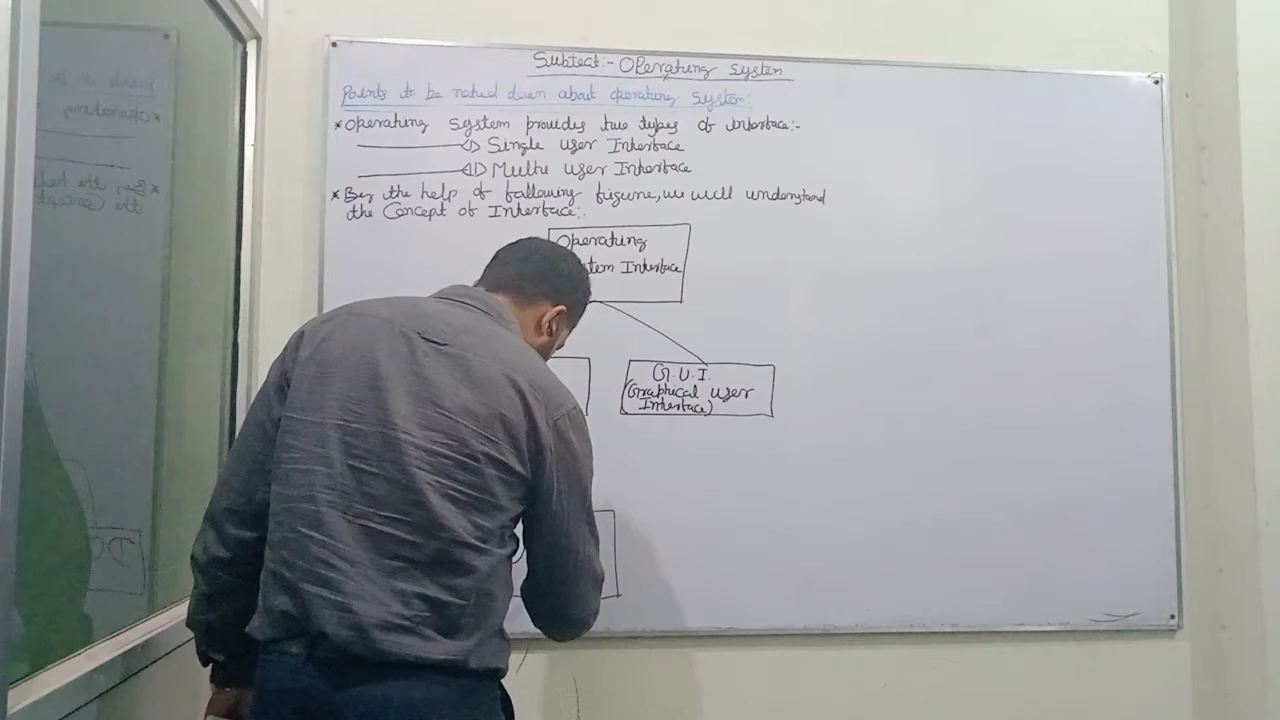 Subject:- Operating System
Points to be noted down about operating system:
* Operating System provides two types of interface:-
Single user Interface
Multi user Interface
* By the help of following figure, we will understand
the Concept of Interface:.
Operating
tem Interface
G.U.I.
(Graphical user
Interface)